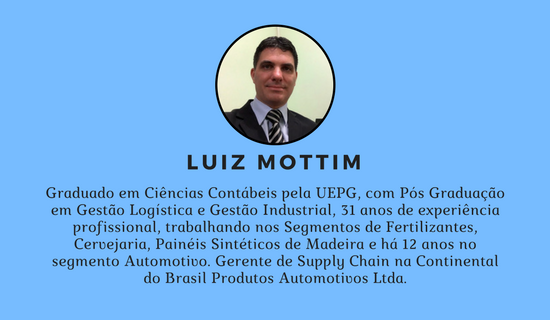 LUIZ MOTTIM
Graduado em Ciências Contábeis pela UEPG, com Pós Graduação
em Gestão Logística e Gestão Industrial, 31 anos de experiência
profissional, trabalhando nos Segmentos de Fertilizantes,
Cervejaria, Painéis Sintéticos de Madeira e há 12 anos no
segmento Automotivo. Gerente de Supply Chain na Continental
do Brasil Produtos Automotivos Ltda.